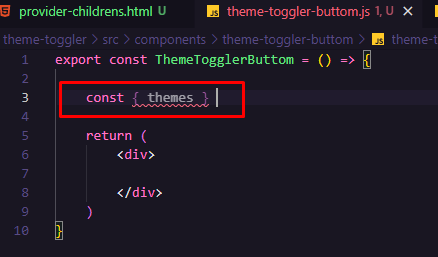 provider-childrens.html U theme-toggler-buttom.js 1, U
theme-toggler > src > components > theme-toggler-buttom > JS theme-t
1 export const ThemeTogglerButtom = () => {
2
3 const { themes }
4
5 return (
6 <div>
7
8 </div>
9 )
10 }